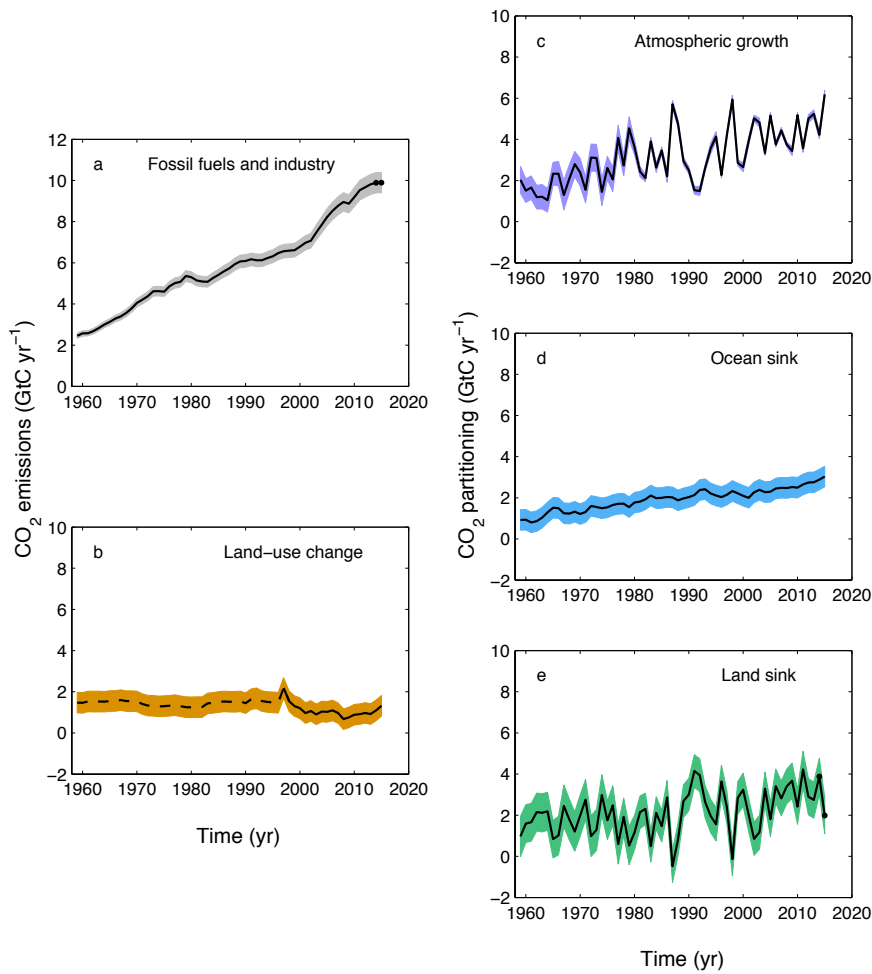 CO2 emissions (GtC yr−1)
a Fossil fuels and industry
12
10
8
6
4
2
0
1960 1970 1980 1990 2000 2010 2020
b Land−use change
10
8
6
4
2
0
−2
1960 1970 1980 1990 2000 2010 2020
Time (yr)
CO2 partitioning (GtC yr−1)
c Atmospheric growth
10
8
6
4
2
0
−2
1960 1970 1980 1990 2000 2010 2020
d Ocean sink
10
8
6
4
2
0
−2
1960 1970 1980 1990 2000 2010 2020
e Land sink
10
8
6
4
2
0
−2
1960 1970 1980 1990 2000 2010 2020
Time (yr)